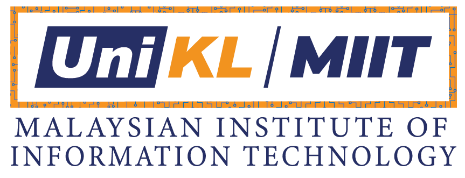 UniKL/MIIT
MALAYSIAN INSTITUTE OF
INFORMATION TECHNOLOGY